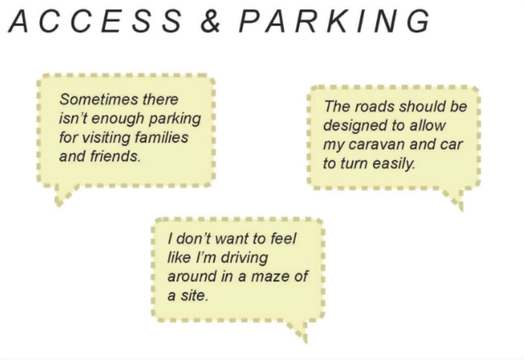 ACCESS & PARKING
Sometimes there
isn't enough parking
for visiting families
and friends.
The roads should be
designed to allow
my caravan and car
to turn easily.
I don't want to feel
like I'm driving
around in a maze of
a site.